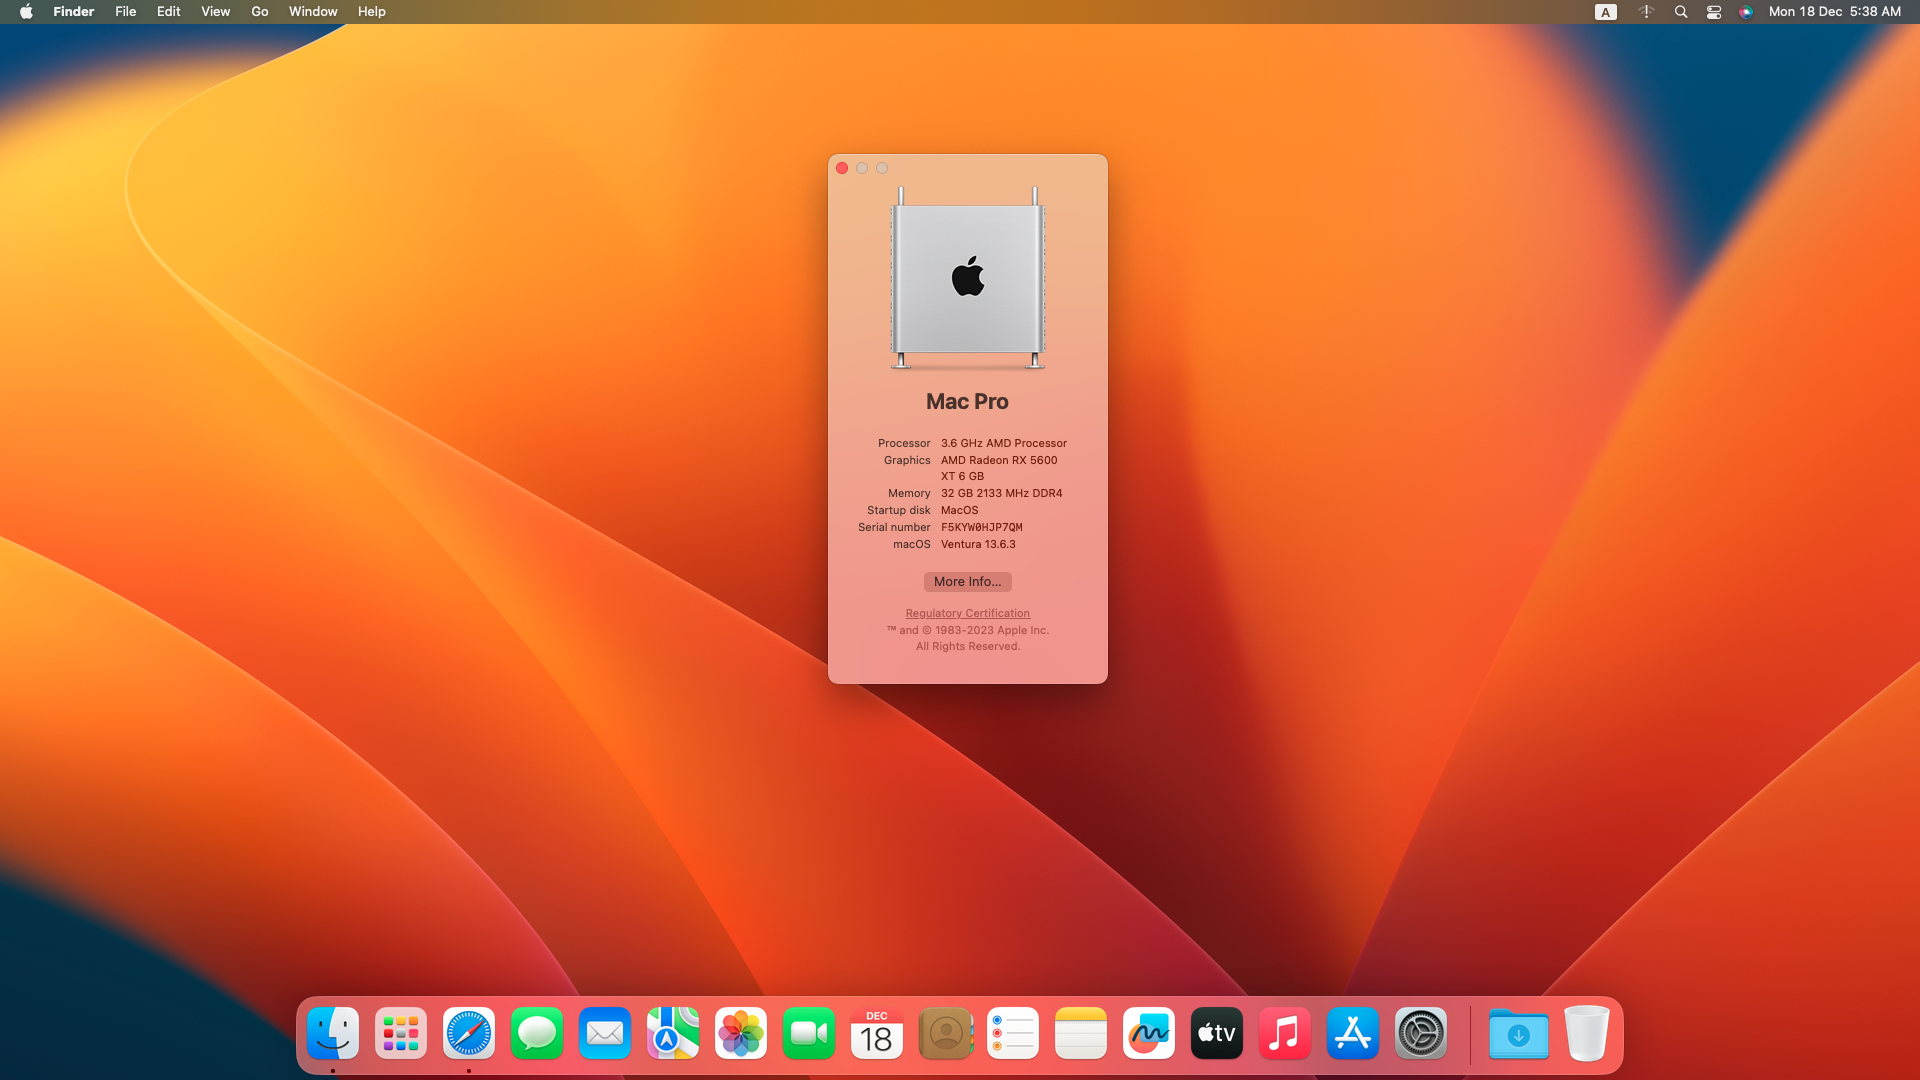 Finder File Edit View Go Window Help
A Mon 18 Dec 5:38 AM
Mac Pro
Processor 3.6 GHz AMD Processor
Graphics AMD Radeon RX 5600
XT 6 GB
Memory 32 GB 2133 MHz DDR4
Startup disk MacOS
Serial number F5KYW0HJP7QM
macOS Ventura 13.6.3
More Info...
Regulatory Certification
™ and © 1983-2023 Apple Inc.
All Rights Reserved.
DEC
18
tv